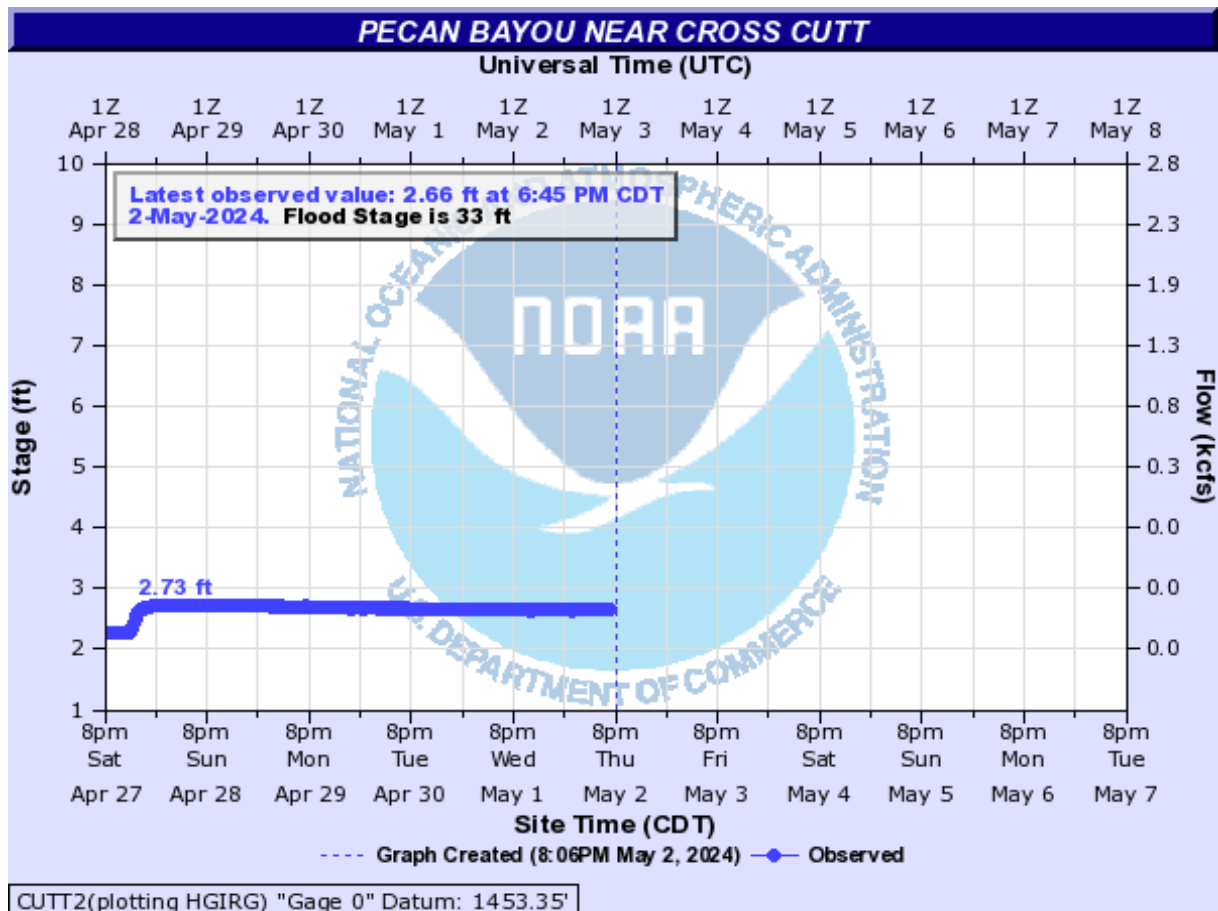 PECAN BAYOU NEAR CROSS CUTT
Universal Time (UTC)
1Z 1Z 1Z 1Z 1Z 1Z 1Z 1Z 1Z 1Z 1Z
Apr 28 Apr 29 Apr 30 May 1 May 2 May 3 May 4 May 5 May 6 May 7 May 8
Latest observed value: 2.66 ft at 6:45 PM CDT
2-May-2024. Flood Stage is 33 ft
NATIONAL OCEANIC AND ATMOSPHERIC ADMINISTRATION
NOAA
U.S. DEPARTMENT OF COMMERCE
10 2.8
9 2.3
8 1.9
7 1.3
6 0.8
5 0.3
4 0.0
3 0.0
2 0.0
1
Stage (ft)
Flow (kcfs)
2.73 ft
8pm 8pm 8pm 8pm 8pm 8pm 8pm 8pm 8pm 8pm 8pm
Sat Sun Mon Tue Wed Thu Fri Sat Sun Mon Tue
Apr 27 Apr 28 Apr 29 Apr 30 May 1 May 2 May 3 May 4 May 5 May 6 May 7
Site Time (CDT)
Graph Created (8:06PM May 2, 2024) Observed
CUTT2(plotting HGIRG) "Gage 0" Datum: 1453.35'